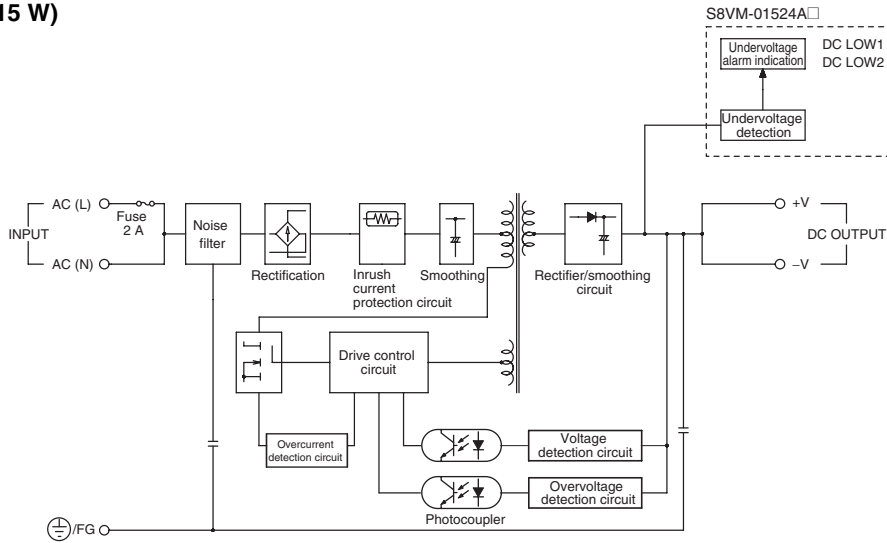 15 W)
S8VM-01524A□
Undervoltage
alarm indication
DC LOW1
DC LOW2
Undervoltage
detection
INPUT
AC (L)
AC (N)
Fuse
2 A
Noise
filter
Rectification
Inrush
current
protection circuit
Smoothing
Rectifier/smoothing
circuit
+V
−V
DC OUTPUT
Drive control
circuit
Overcurrent
detection circuit
Voltage
detection circuit
Overvoltage
detection circuit
Photocoupler
/FG